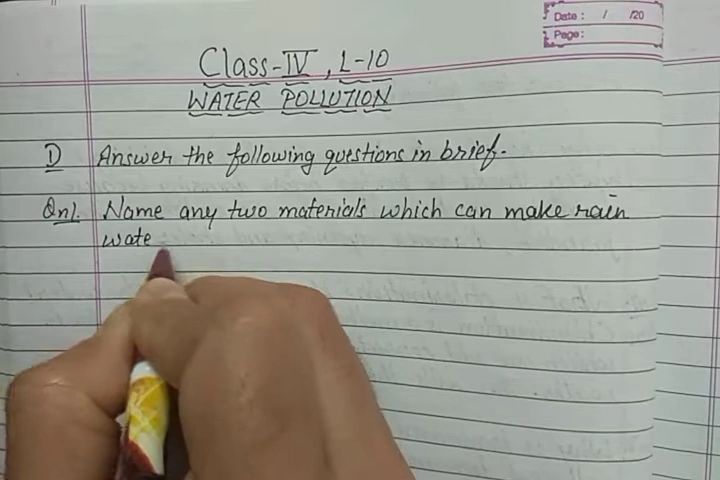 Date : / /20
Page:
Class-IV, L-10
WATER POLLUTION
D Answer the following questions in brief.
Qn1. Name any two materials which can make rain
wate